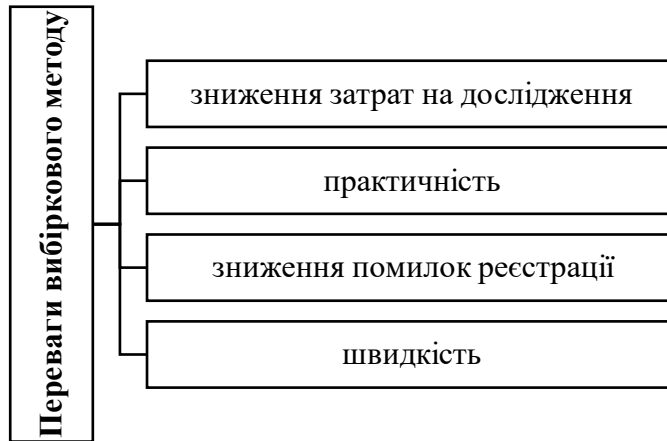 Переваги вибіркового методу
зниження затрат на дослідження
практичність
зниження помилок реєстрації
швидкість